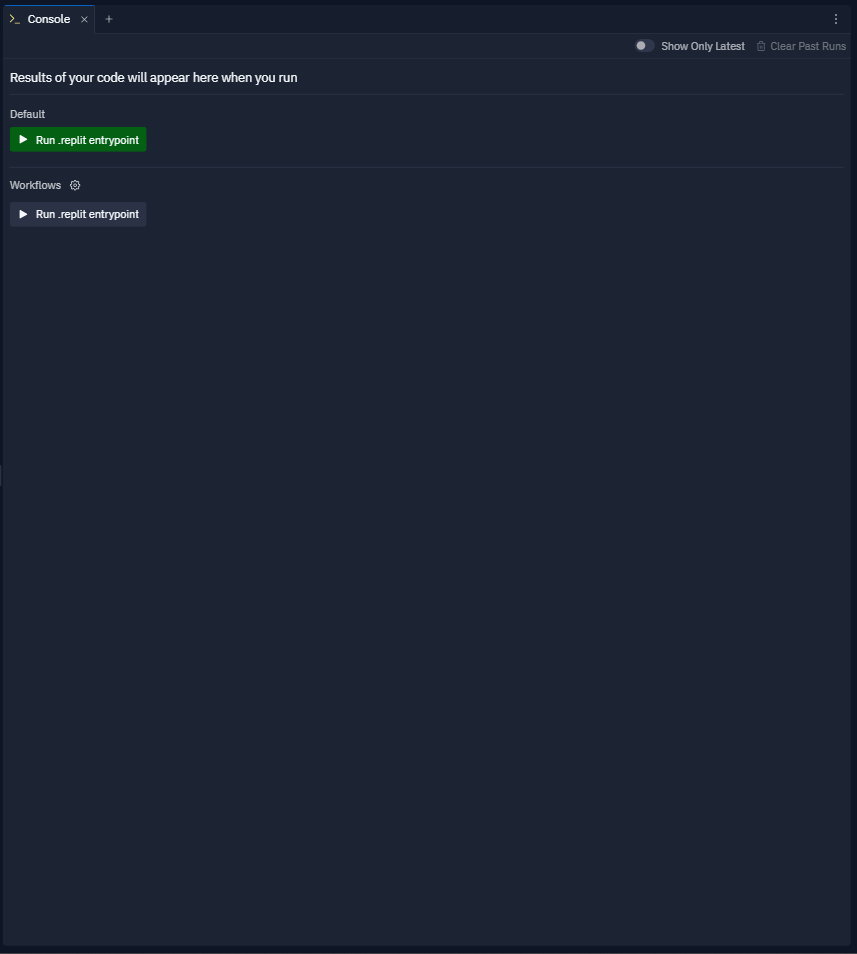 Console
Show Only Latest
Clear Past Runs
Results of your code will appear here when you run
Default
Run .replit entrypoint
Workflows
Run .replit entrypoint